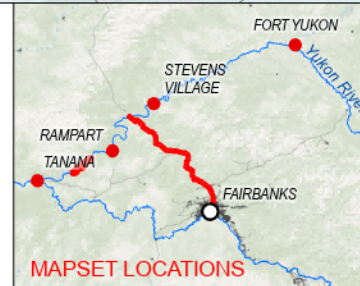 FORT YUKON
Yukon River
STEVENS
VILLAGE
RAMPART
TANANA
FAIRBANKS
MAPSET LOCATIONS